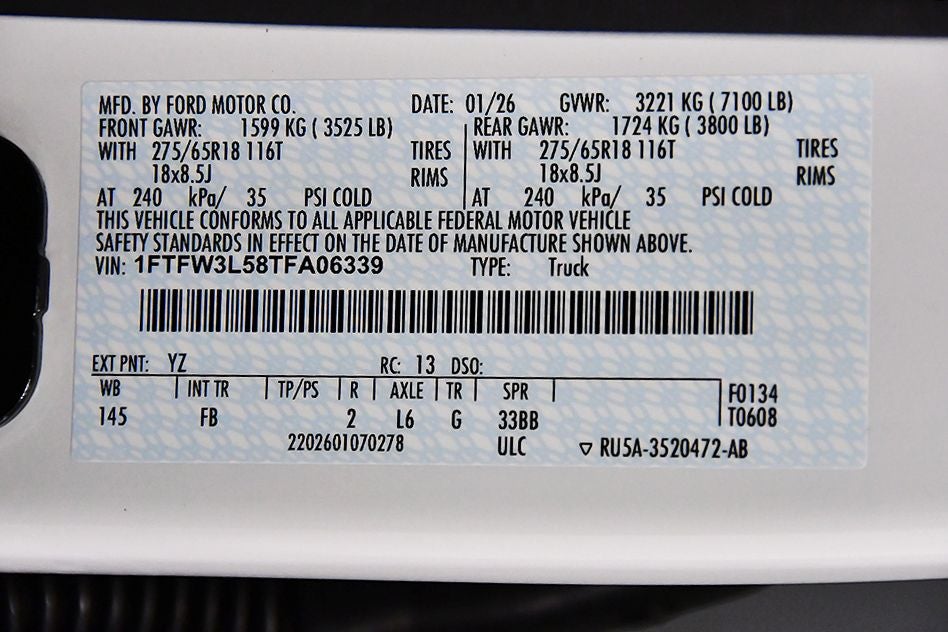 MFD. BY FORD MOTOR CO. DATE: 01/26 GVWR: 3221 KG ( 7100 LB)
FRONT GAWR: 1599 KG ( 3525 LB) REAR GAWR: 1724 KG ( 3800 LB)
WITH 275/65R18 116T TIRES WITH 275/65R18 116T TIRES
18x8.5J RIMS 18x8.5J RIMS
AT 240 kPa/ 35 PSI COLD AT 240 kPa/ 35 PSI COLD
THIS VEHICLE CONFORMS TO ALL APPLICABLE FEDERAL MOTOR VEHICLE
SAFETY STANDARDS IN EFFECT ON THE DATE OF MANUFACTURE SHOWN ABOVE.
VIN: 1FTFW3L58TFA06339 TYPE: Truck
EXT PNT: YZ RC: 13 DSO:
WB INT TR TP/PS R AXLE TR SPR F0134
145 FB 2 L6 G 33BB T0608
2202601070278 ULC ▽ RU5A-3520472-AB